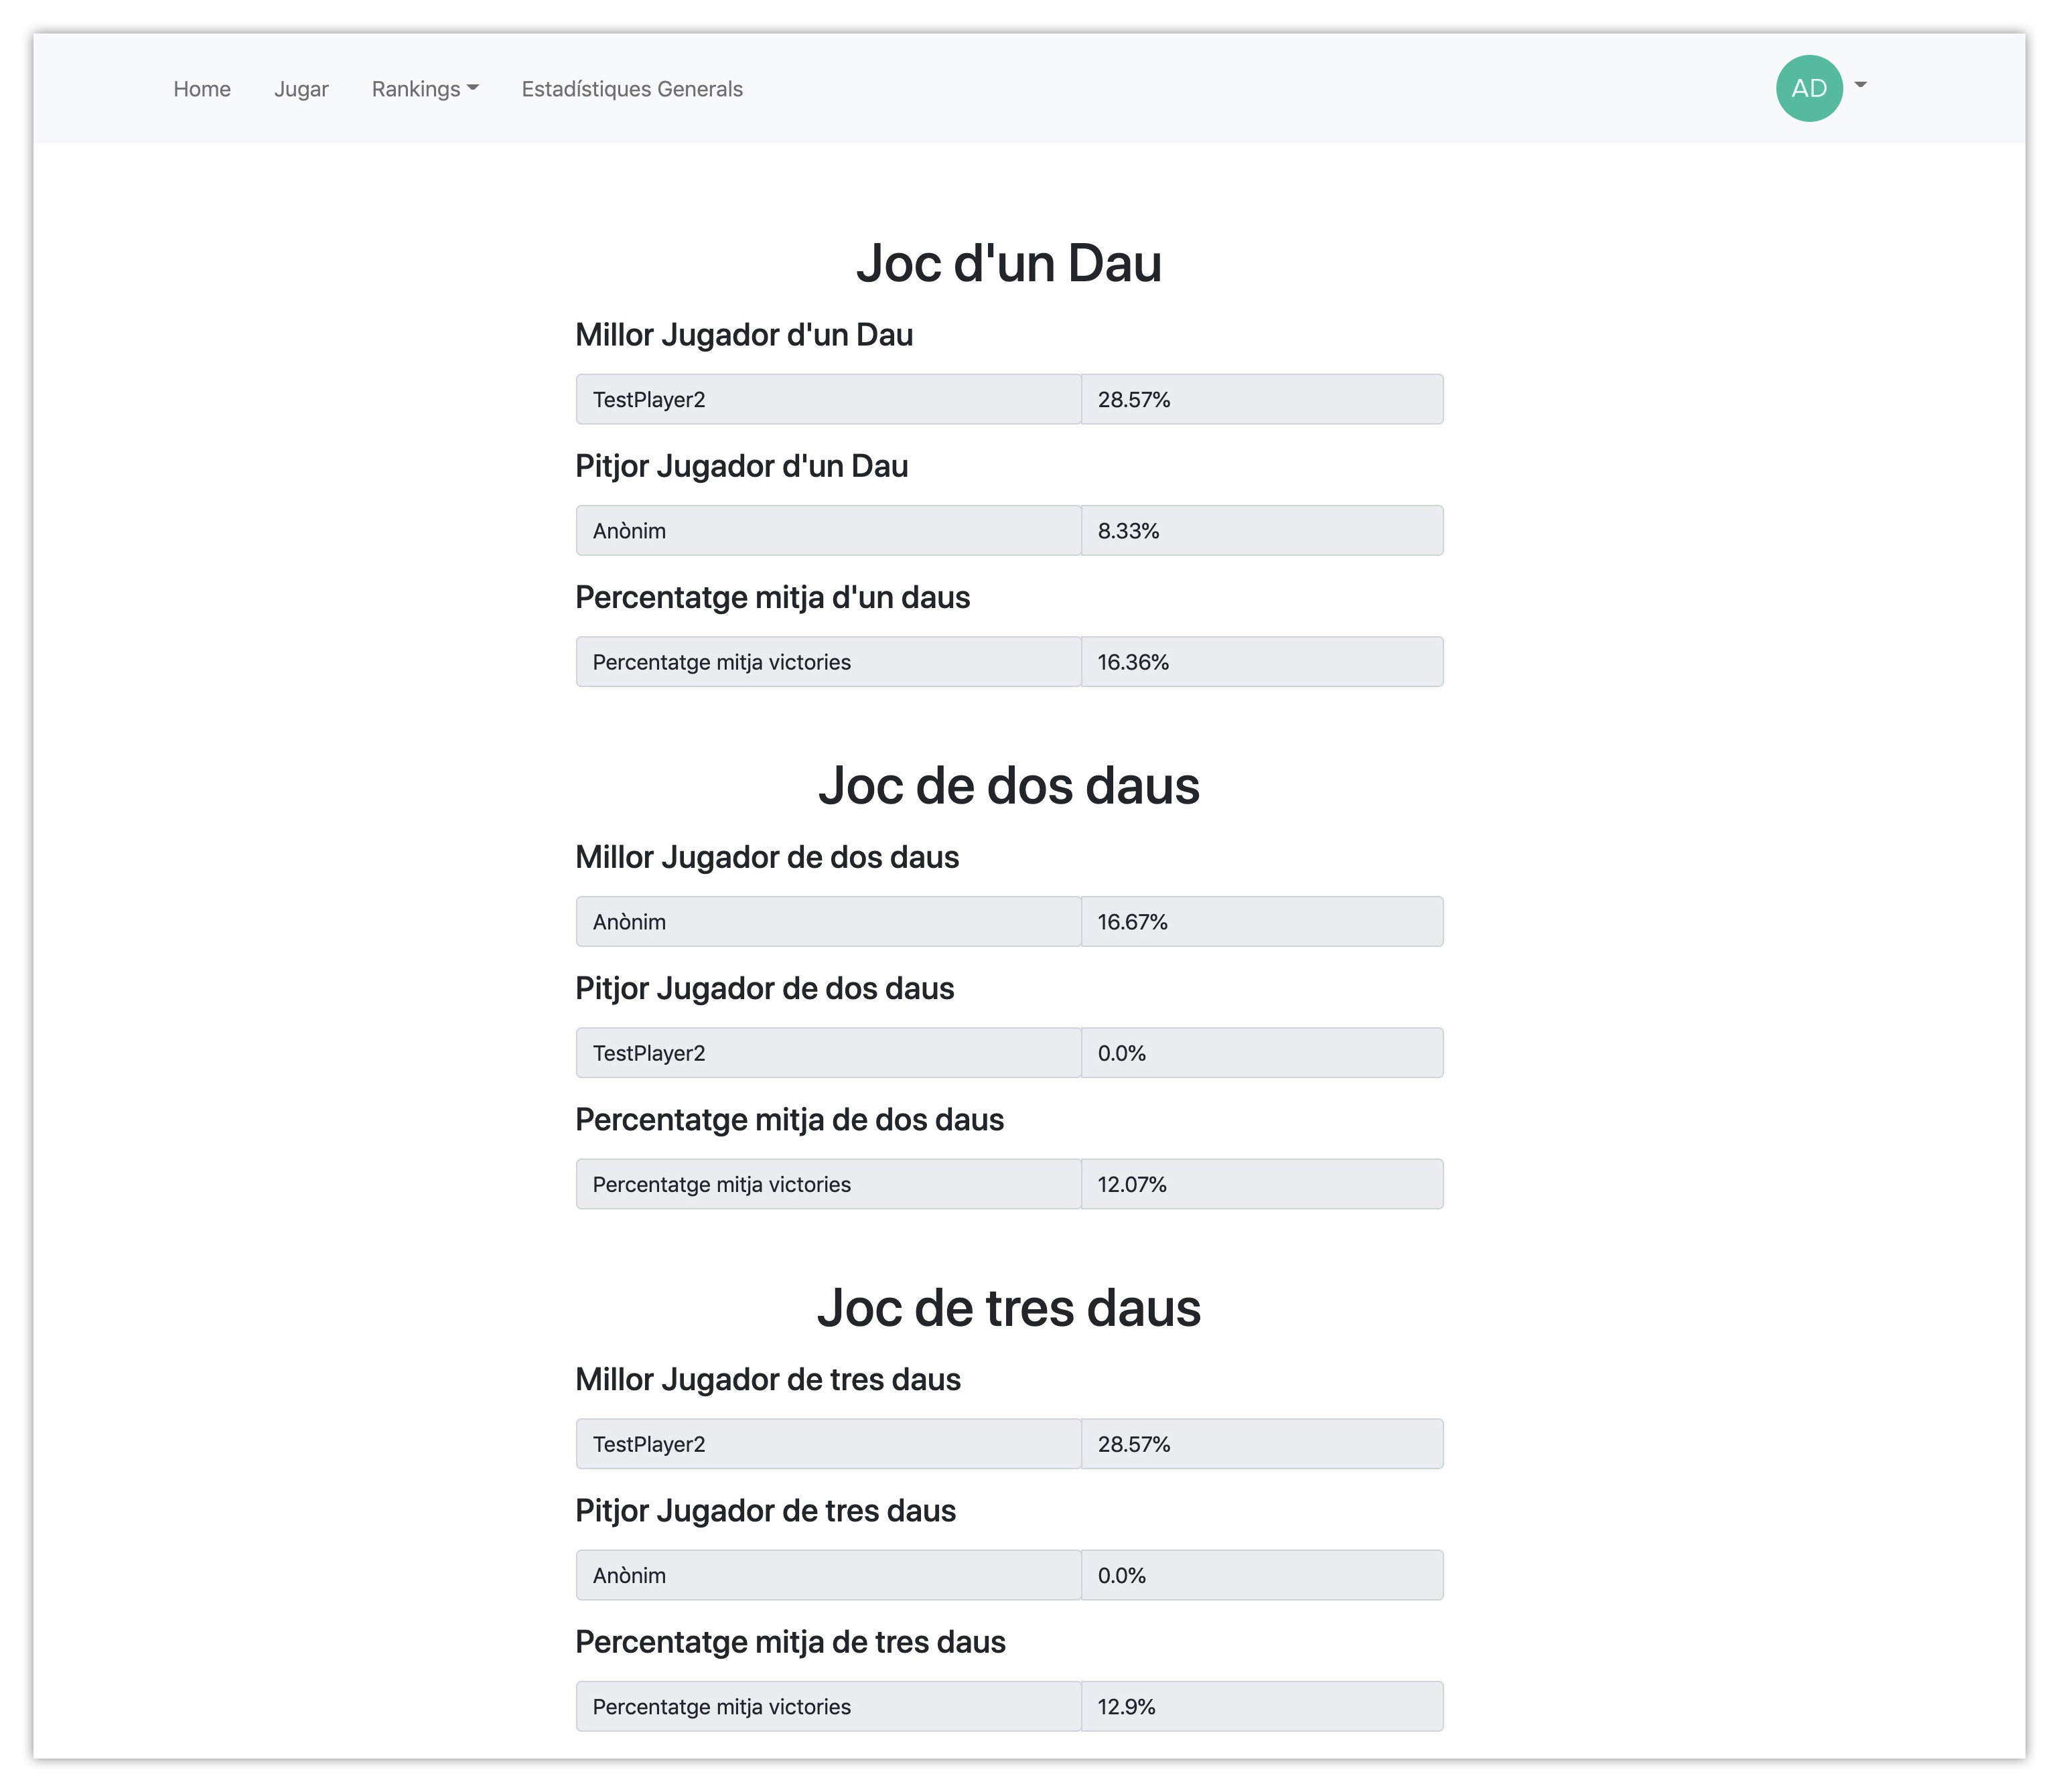 Home Jugar Rankings Estadístiques Generals AD
Joc d'un Dau
Millor Jugador d'un Dau
TestPlayer2 28.57%
Pitjor Jugador d'un Dau
Anònim 8.33%
Percentatge mitja d'un daus
Percentatge mitja victories 16.36%
Joc de dos daus
Millor Jugador de dos daus
Anònim 16.67%
Pitjor Jugador de dos daus
TestPlayer2 0.0%
Percentatge mitja de dos daus
Percentatge mitja victories 12.07%
Joc de tres daus
Millor Jugador de tres daus
TestPlayer2 28.57%
Pitjor Jugador de tres daus
Anònim 0.0%
Percentatge mitja de tres daus
Percentatge mitja victories 12.9%